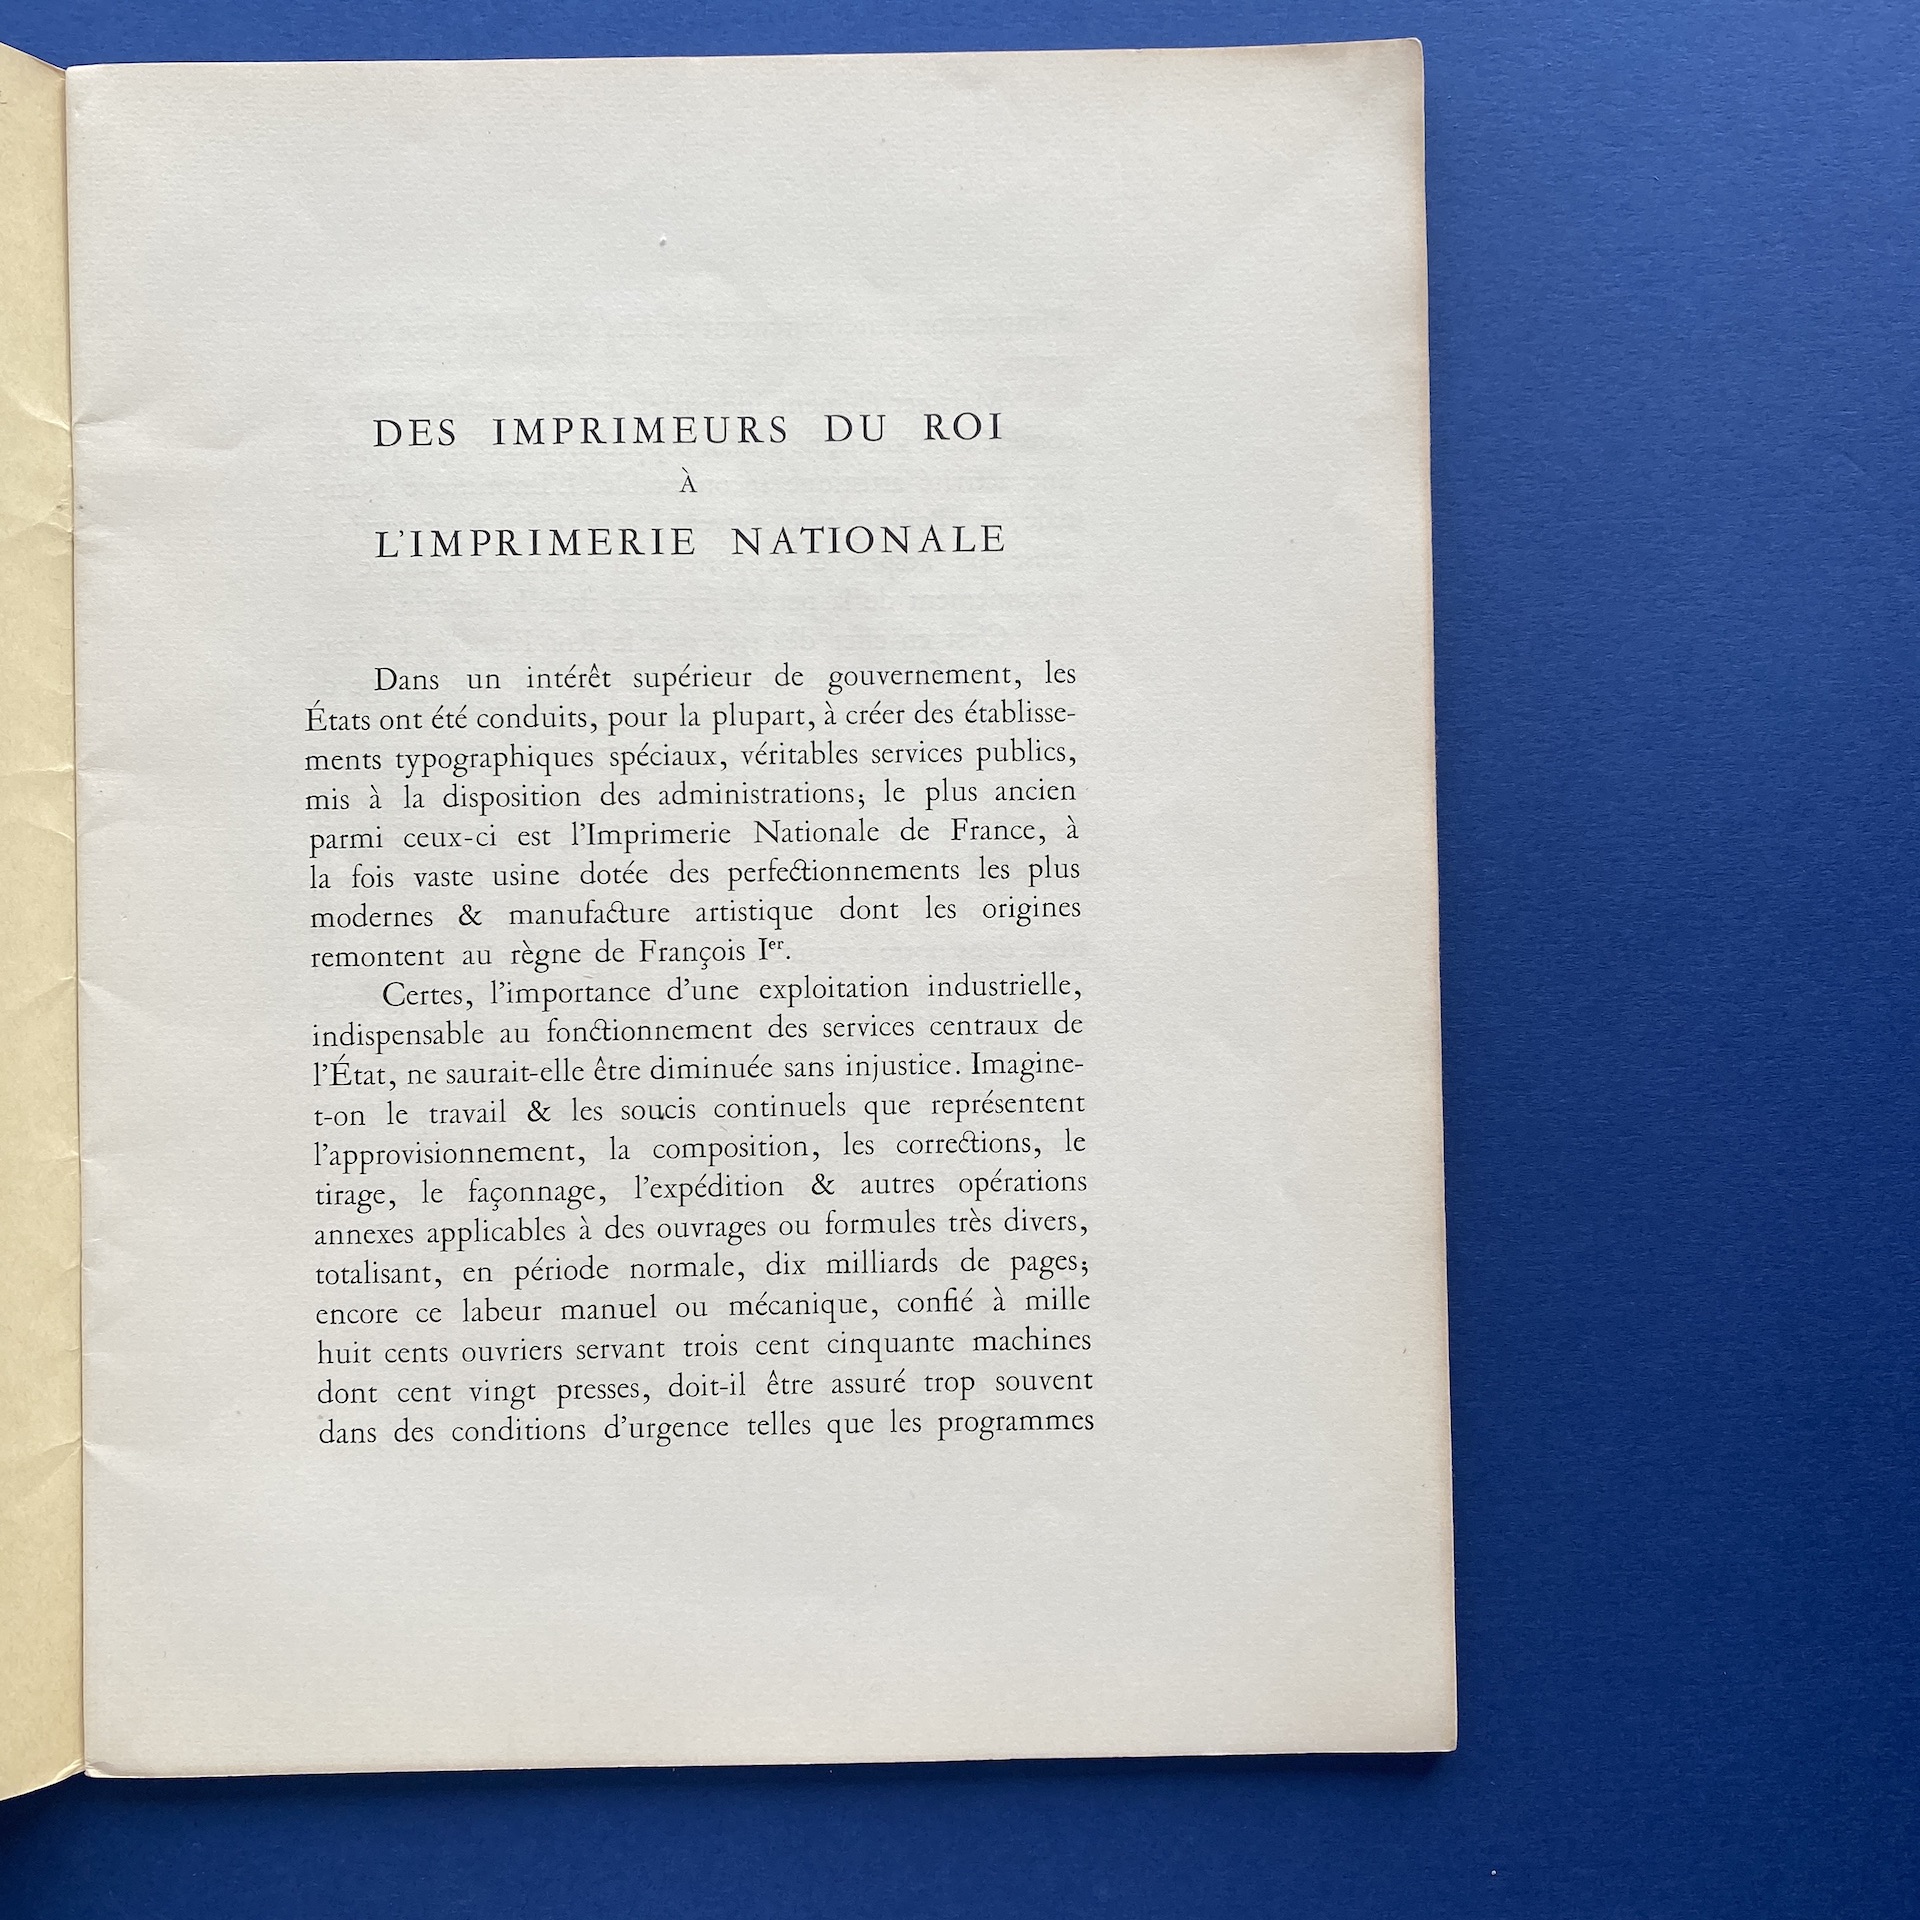 DES IMPRIMEURS DU ROI
À
L'IMPRIMERIE NATIONALE
Dans un intérêt supérieur de gouvernement, les
États ont été conduits, pour la plupart, à créer des établisse-
ments typographiques spéciaux, véritables services publics,
mis à la disposition des administrations; le plus ancien
parmi ceux-ci est l'Imprimerie Nationale de France, à
la fois vaste usine dotée des perfectionnements les plus
modernes & manufacture artistique dont les origines
remontent au règne de François Iᵉʳ.
Certes, l'importance d'une exploitation industrielle,
indispensable au fonctionnement des services centraux de
l'État, ne saurait-elle être diminuée sans injustice. Imagine-
t-on le travail & les soucis continuels que représentent
l'approvisionnement, la composition, les corrections, le
tirage, le façonnage, l'expédition & autres opérations
annexes applicables à des ouvrages ou formules très divers,
totalisant, en période normale, dix milliards de pages;
encore ce labeur manuel ou mécanique, confié à mille
huit cents ouvriers servant trois cent cinquante machines
dont cent vingt presses, doit-il être assuré trop souvent
dans des conditions d'urgence telles que les programmes